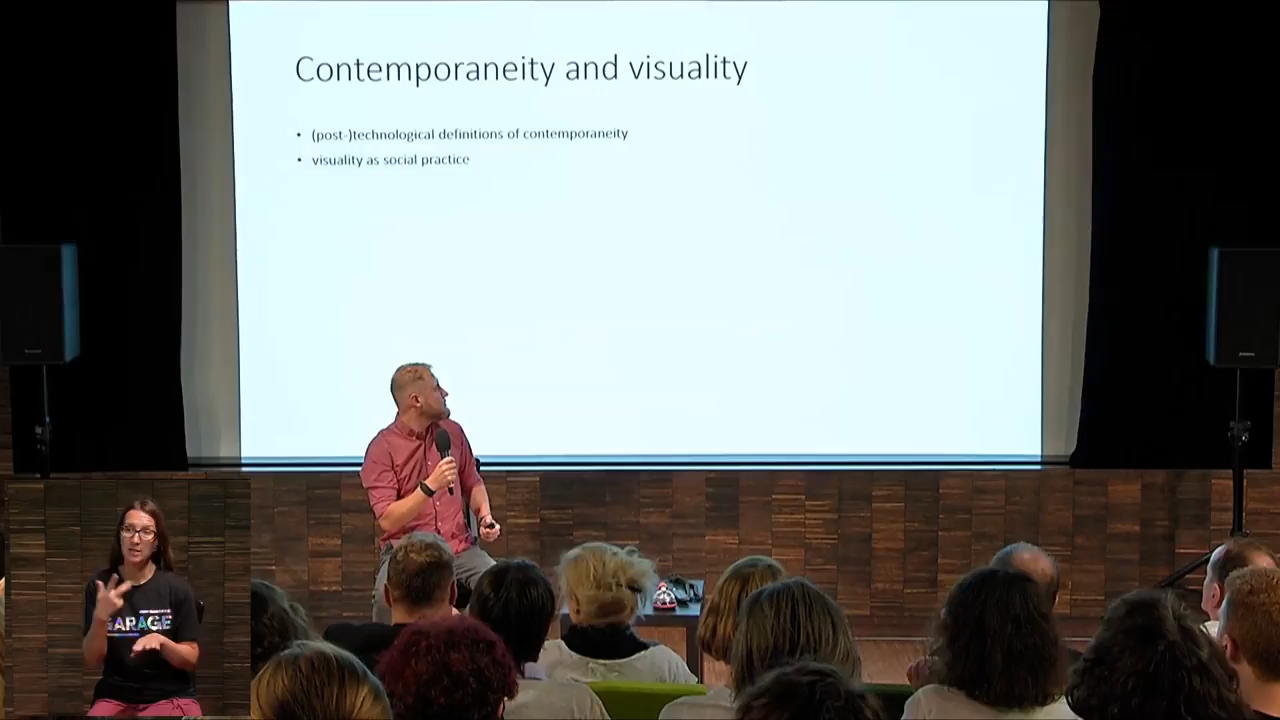 Contemporaneity and visuality
• (post-)technological definitions of contemporaneity
• visuality as social practice
GARAGE